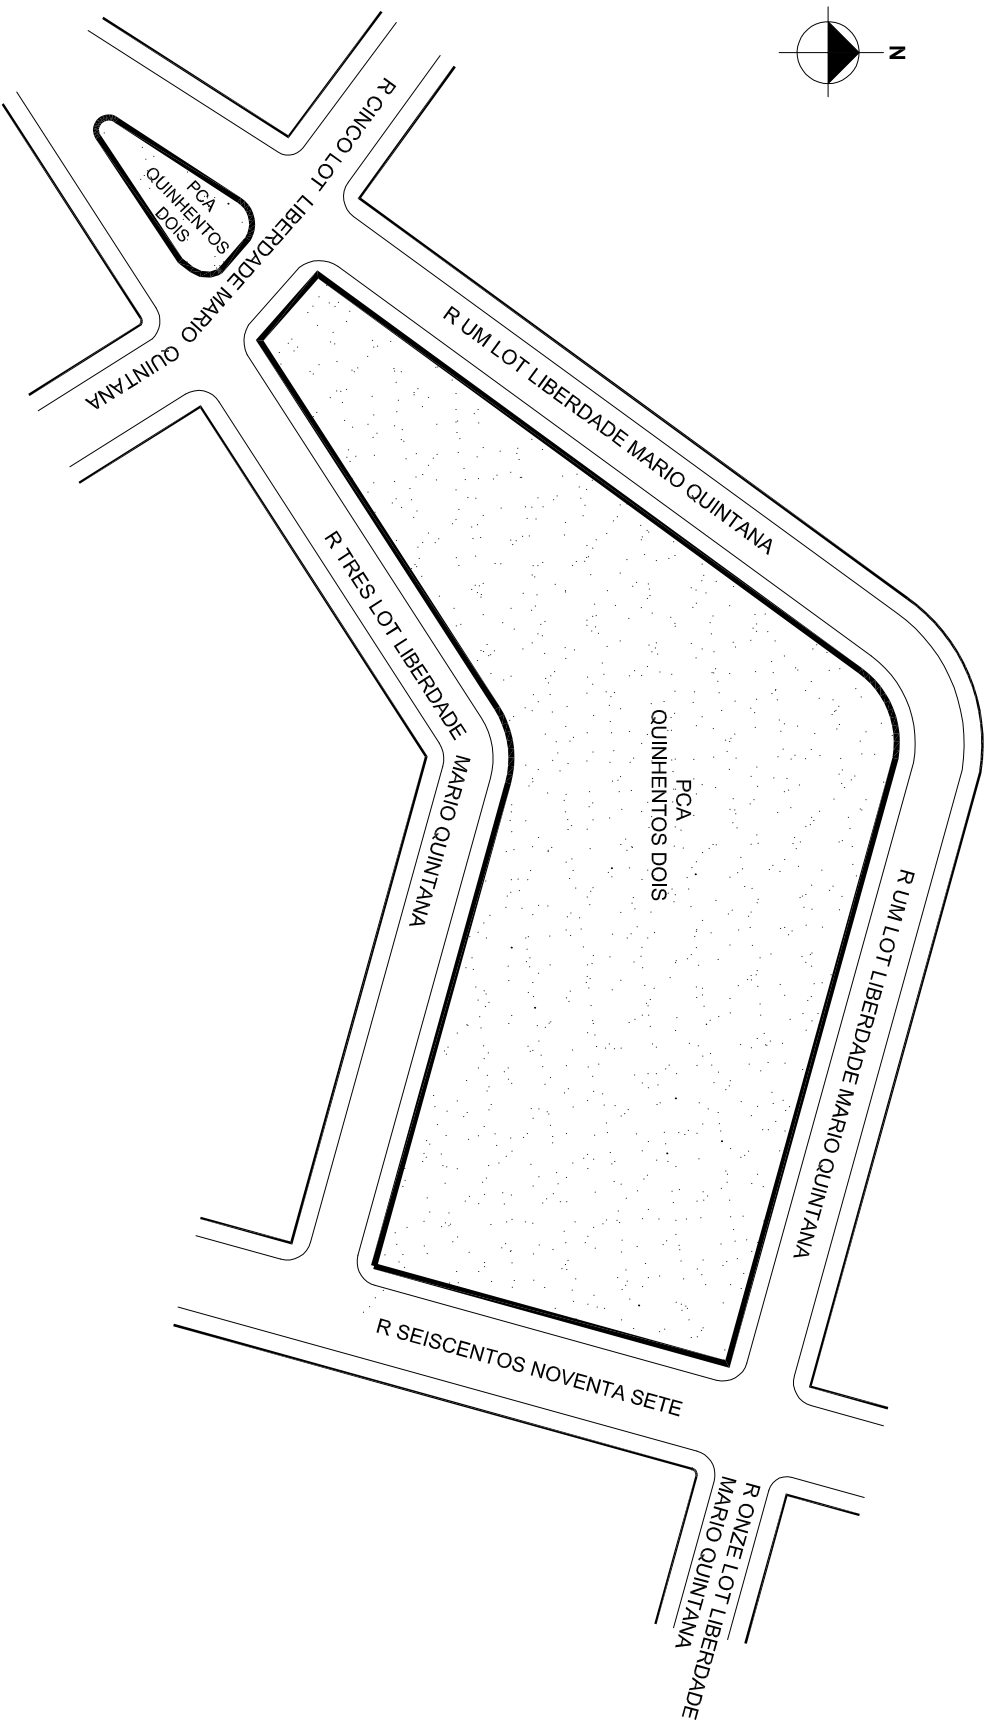 N
R CINCO LOT LIBERDADE MARIO QUINTANA
PCA
QUINHENTOS
DOIS
R UM LOT LIBERDADE MARIO QUINTANA
R TRES LOT LIBERDADE MARIO QUINTANA
PCA
QUINHENTOS DOIS
R UM LOT LIBERDADE MARIO QUINTANA
R SEISCENTOS NOVENTA SETE
R ONZE LOT LIBERDADE
MARIO QUINTANA